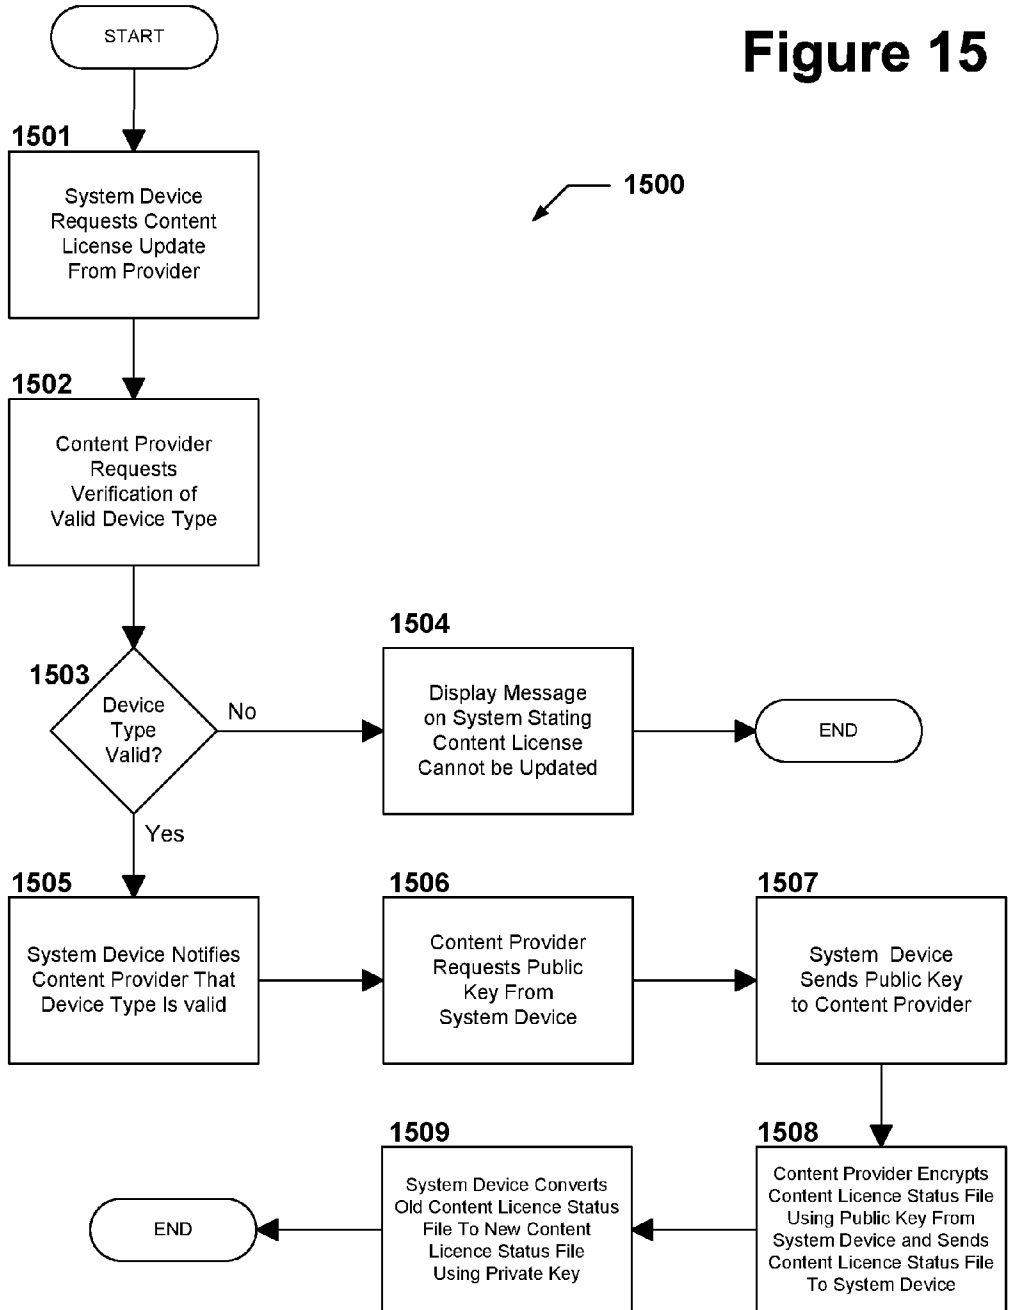 START
Figure 15
1501
System Device
Requests Content
License Update
From Provider
1500
1502
Content Provider
Requests
Verification of
Valid Device Type
1503
Device
Type
Valid?
No
1504
Display Message
on System Stating
Content License
Cannot be Updated
END
Yes
1505
System Device Notifies
Content Provider That
Device Type Is valid
1506
Content Provider
Requests Public
Key From
System Device
1507
System Device
Sends Public Key
to Content Provider
1508
Content Provider Encrypts
Content Licence Status File
Using Public Key From
System Device and Sends
Content Licence Status File
To System Device
1509
System Device Converts
Old Content Licence Status
File To New Content
Licence Status File
Using Private Key
END